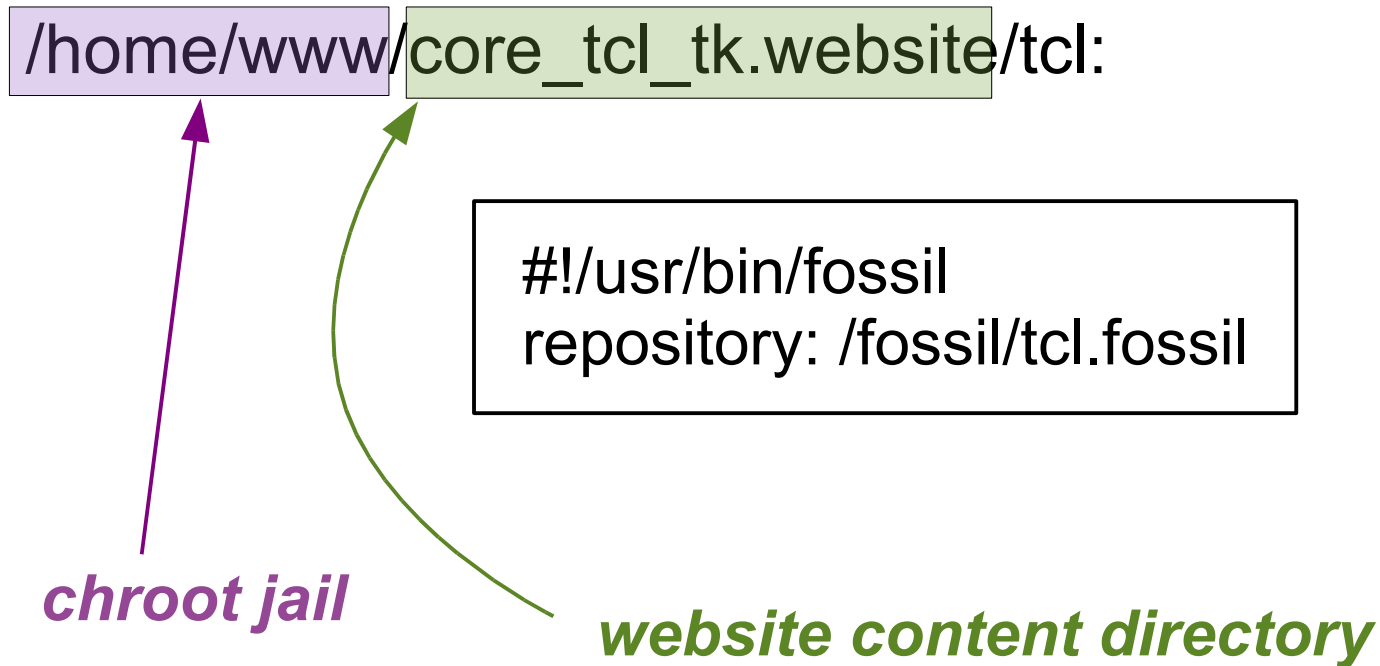 /home/www/core_tcl_tk.website/tcl:
#!/usr/bin/fossil
repository: /fossil/tcl.fossil
chroot jail
website content directory